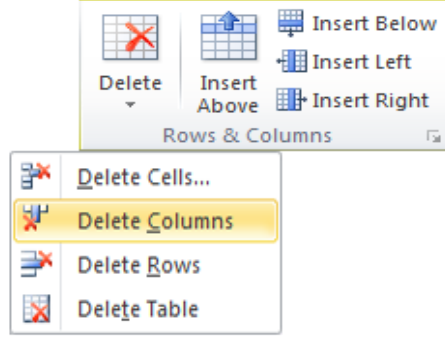 Delete
Insert
Above
Insert Below
Insert Left
Insert Right
Rows & Columns
Delete Cells...
Delete Columns
Delete Rows
Delete Table